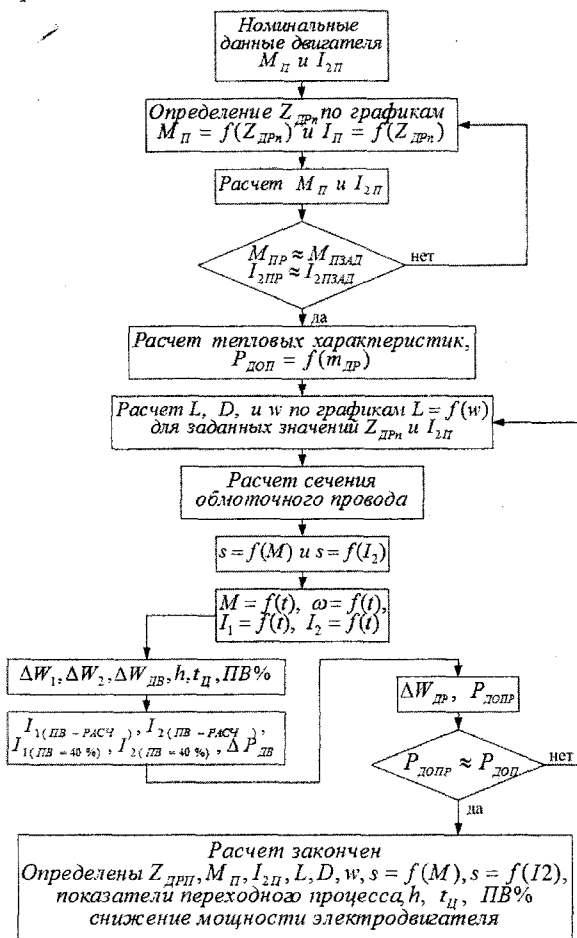 Номинальные
данные двигателя
M_П и I_2П
Определение Z_ДРп по графикам
M_П = f(Z_ДРп) и I_П = f(Z_ДРп)
Расчет M_П и I_2П
M_ПР ≈ M_ПЗАД
I_2ПР ≈ I_2ПЗАД
нет
да
Расчет тепловых характеристик,
P_ДОП = f(m_ДР)
Расчет L, D, и w по графикам L = f(w)
для заданных значений Z_ДРп и I_2П
Расчет сечения
обмоточного провода
s = f(M) и s = f(I_2)
M = f(t), ω = f(t),
I_1 = f(t), I_2 = f(t)
ΔW_1, ΔW_2, ΔW_ДВ, h, t_Ц, ПВ%
I_1(ПВ – РАСЧ), I_2(ПВ – РАСЧ),
I_1(ПВ = 40 %), I_2(ПВ = 40 %), ΔP_ДВ
ΔW_ДР, P_ДОПР
P_ДОПР ≈ P_ДОП
нет
да
Расчет закончен
Определены Z_ДРП, M_П, I_2П, L, D, w, s = f(M), s = f(I2),
показатели переходного процесса, h, t_Ц, ПВ%
снижение мощности электродвигателя